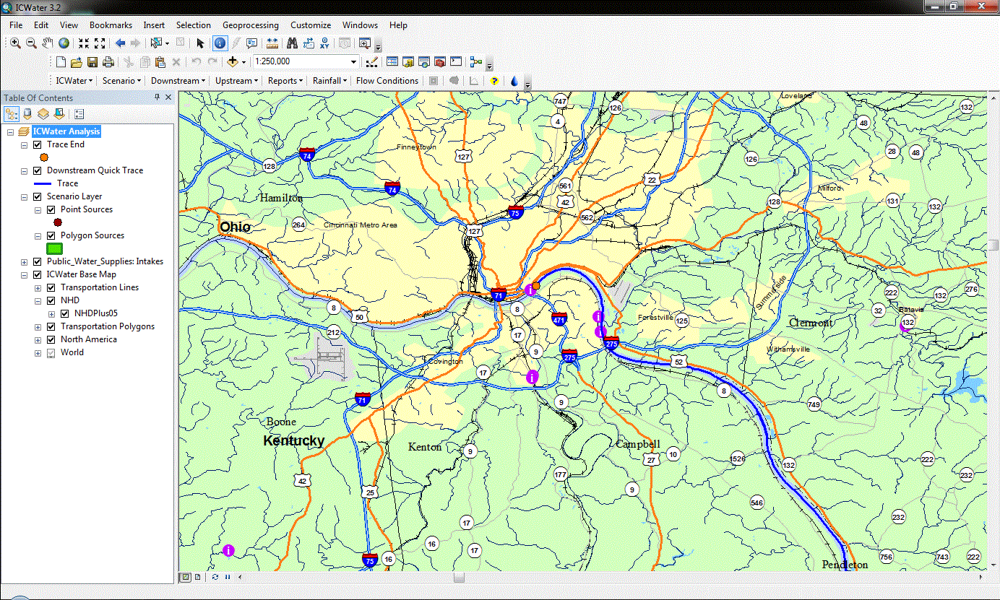 ICWater 3.2
File Edit View Bookmarks Insert Selection Geoprocessing Customize Windows Help
XY
1:250,000
ICWater Scenario Downstream Upstream Reports Rainfall Flow Conditions ?
Table Of Contents
ICWater Analysis
Trace End
Downstream Quick Trace
Trace
Scenario Layer
Point Sources
Polygon Sources
Public_Water_Supplies: Intakes
ICWater Base Map
Transportation Lines
NHD
NHDPlus05
Transportation Polygons
North America
World
Loveland
747
126
132
4
48
Finneytown
28
48
127
126
74
128
22
Milford
561
74
Hamilton
42
128
131
132
75
562
264
Cincinnati Metro Area
Ohio
127
Summerside
276
i
71
222
132
8
8
32
Batavia
50
i
471
Forestville
125
132
Clermont
212
17
i
275
9
275
Withamsville
Covington
52
17
i
8
71
9
749
Boone
Kentucky
Kenton
Campbell
9
27
10
1526
222
132
42
177
232
25
9
546
17
232
16
i
17
75
16
756
743
222
Pendleton